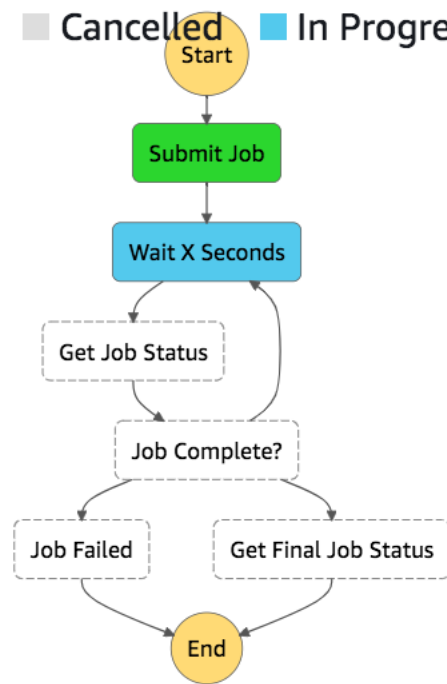 Cancelled In Progre
Start
Submit Job
Wait X Seconds
Get Job Status
Job Complete?
Job Failed Get Final Job Status
End